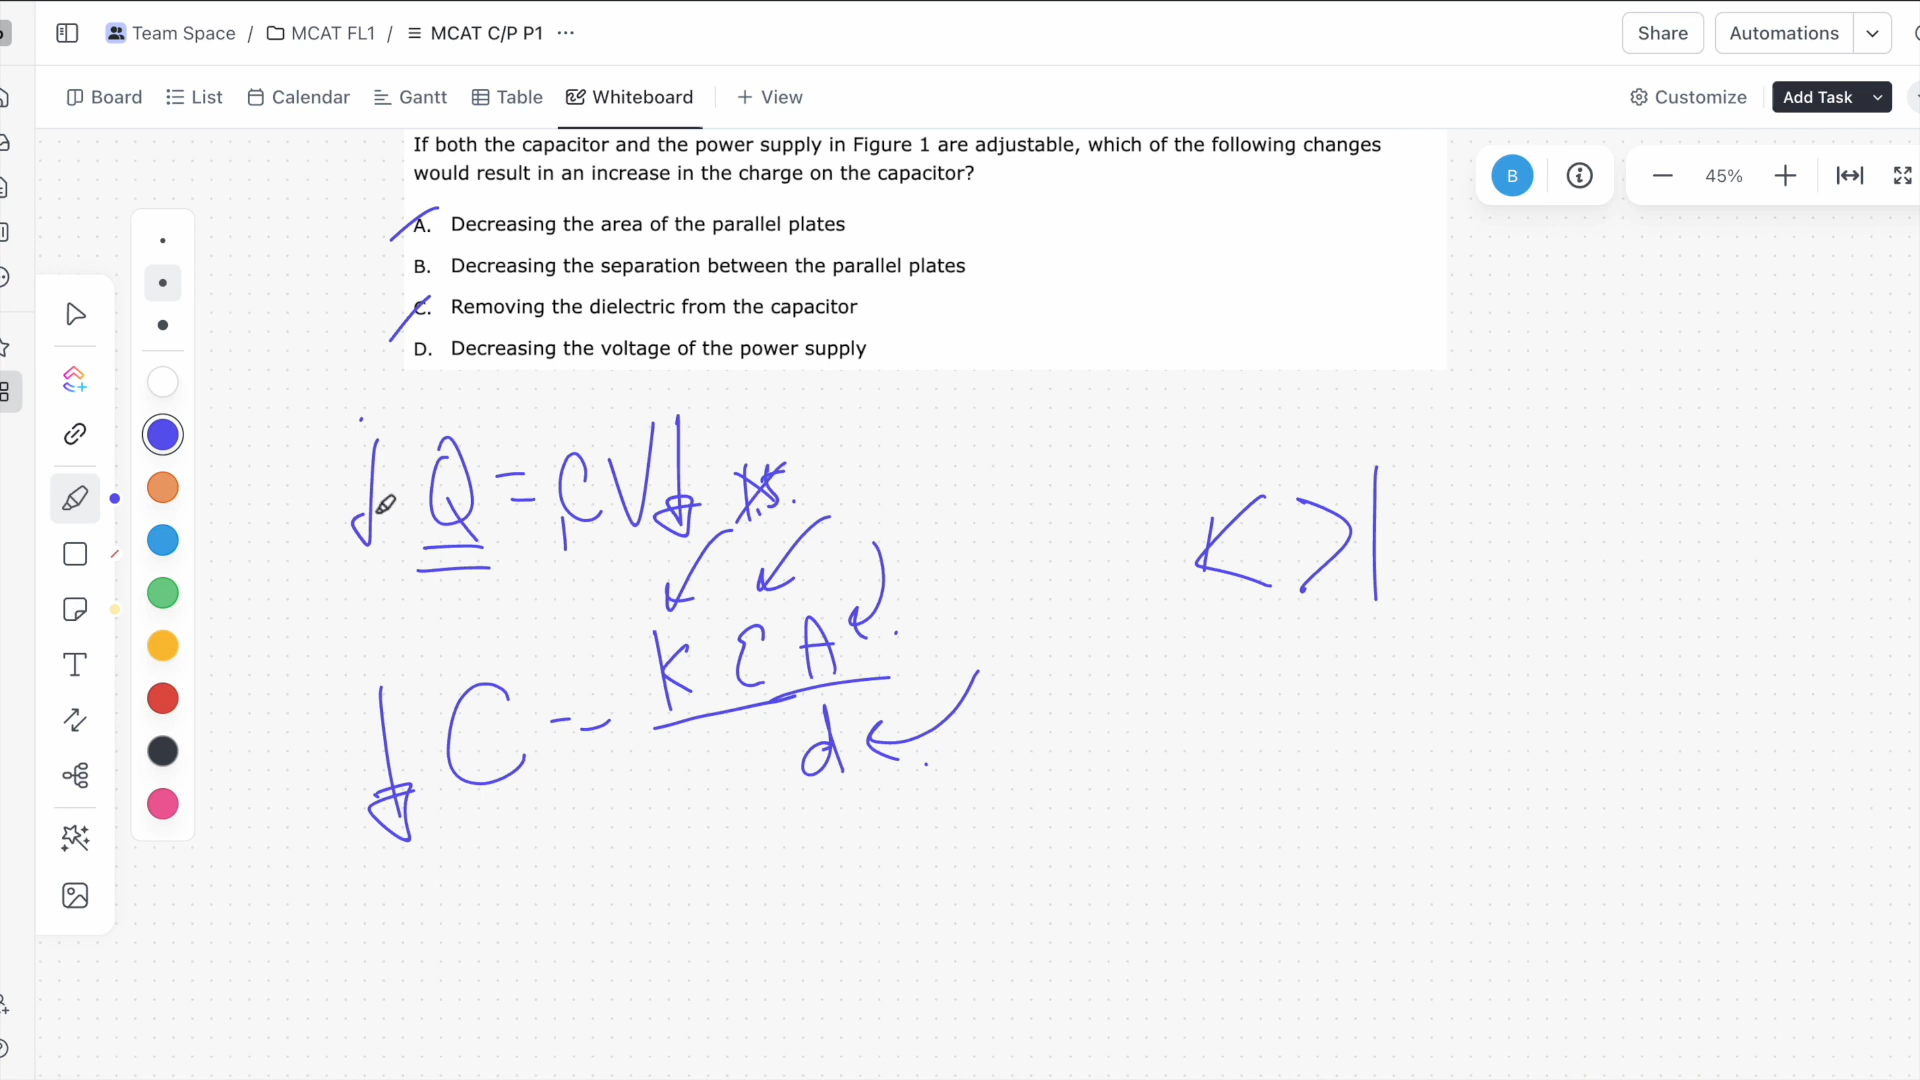 Team Space / MCAT FL1 / MCAT C/P P1 ...
Share
Automations
Board
List
Calendar
Gantt
Table
Whiteboard
+ View
Customize
Add Task
If both the capacitor and the power supply in Figure 1 are adjustable, which of the following changes
would result in an increase in the charge on the capacitor?
A. Decreasing the area of the parallel plates
B. Decreasing the separation between the parallel plates
C. Removing the dielectric from the capacitor
D. Decreasing the voltage of the power supply
B
45%
Q = CV
K > 1
C = K ε A
d
T